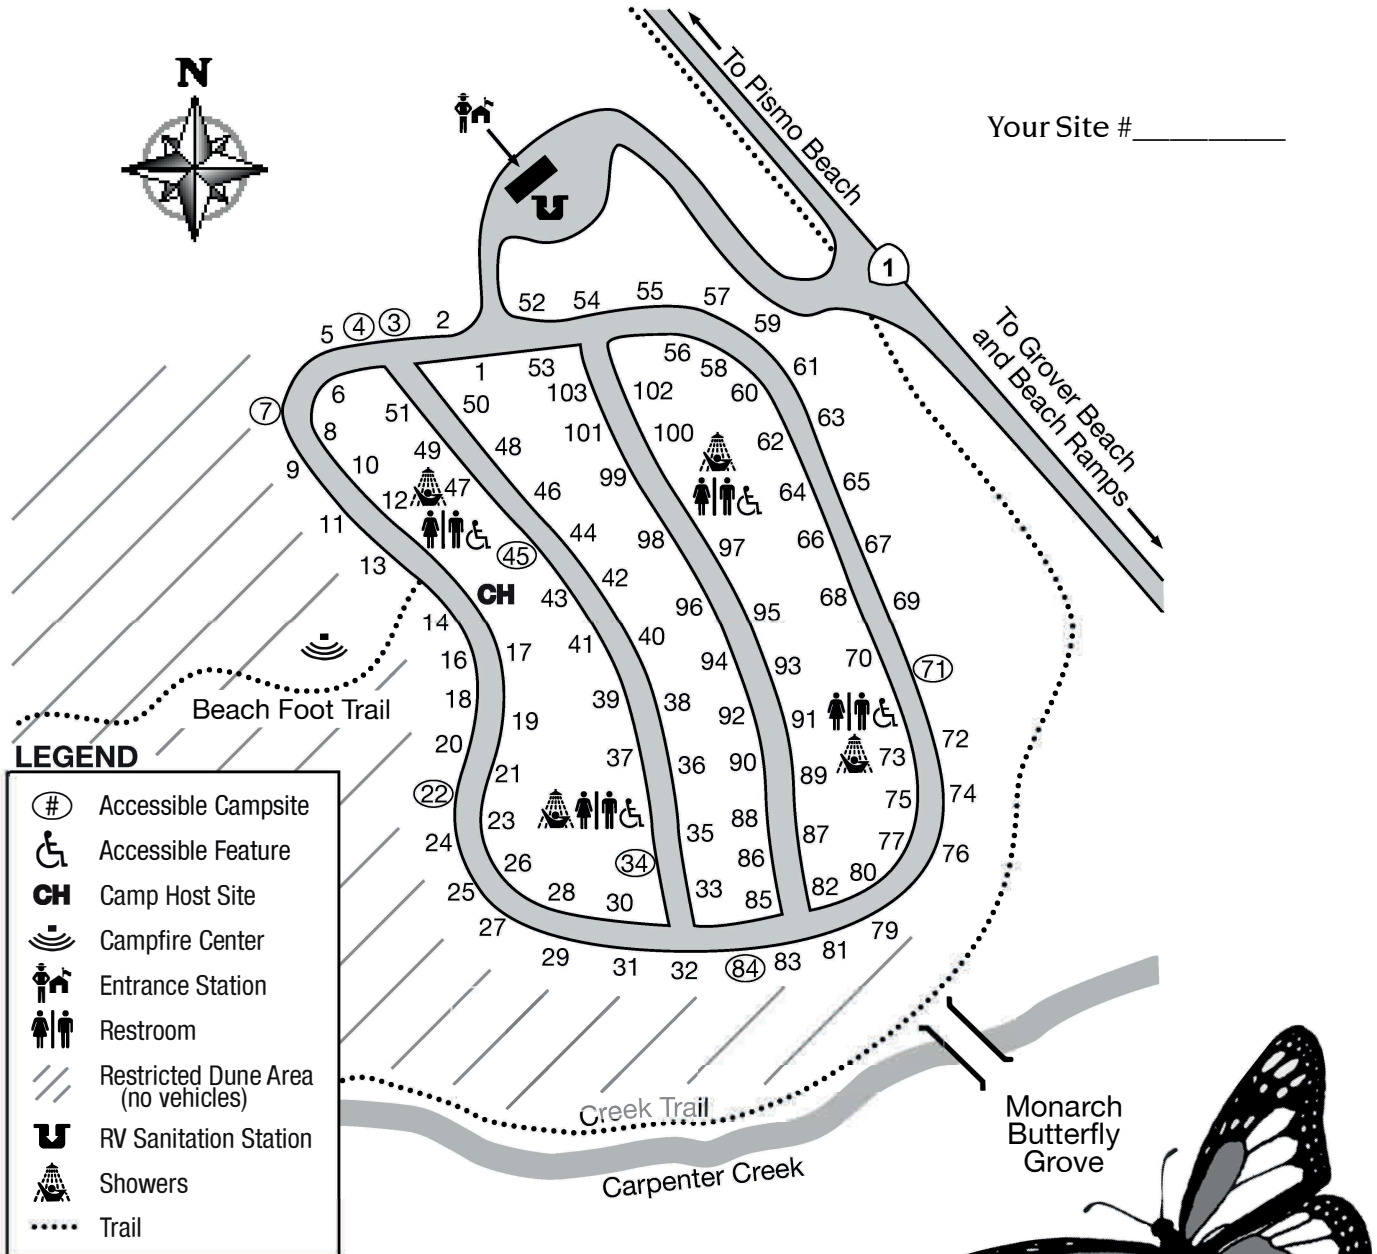 N
To Pismo Beach
Your Site #___________
1
To Grover Beach
and Beach Ramps
52 54 55 57
5 4 3 2 59
1 53 56 58 61
6 51 50 103 102 60 63
7 8 49 48 101 100 62
9 10 12 47 46 99 64 65
11 45 44 98 97 66 67
13 CH 43 42 96 95 68 69
14 17 41 40 94 93 70 71
16 18 19 39 38 92 91 72
20 21 37 36 90 89 73 74
22 23 35 88 87 75 77 76
24 26 34 86 80
25 28 30 33 85 82
27 29 31 32 84 83 81 79
Beach Foot Trail
LEGEND
# Accessible Campsite
Accessible Feature
CH Camp Host Site
Campfire Center
Entrance Station
Restroom
Restricted Dune Area
(no vehicles)
RV Sanitation Station
Showers
Trail
Creek Trail
Carpenter Creek
Monarch
Butterfly
Grove